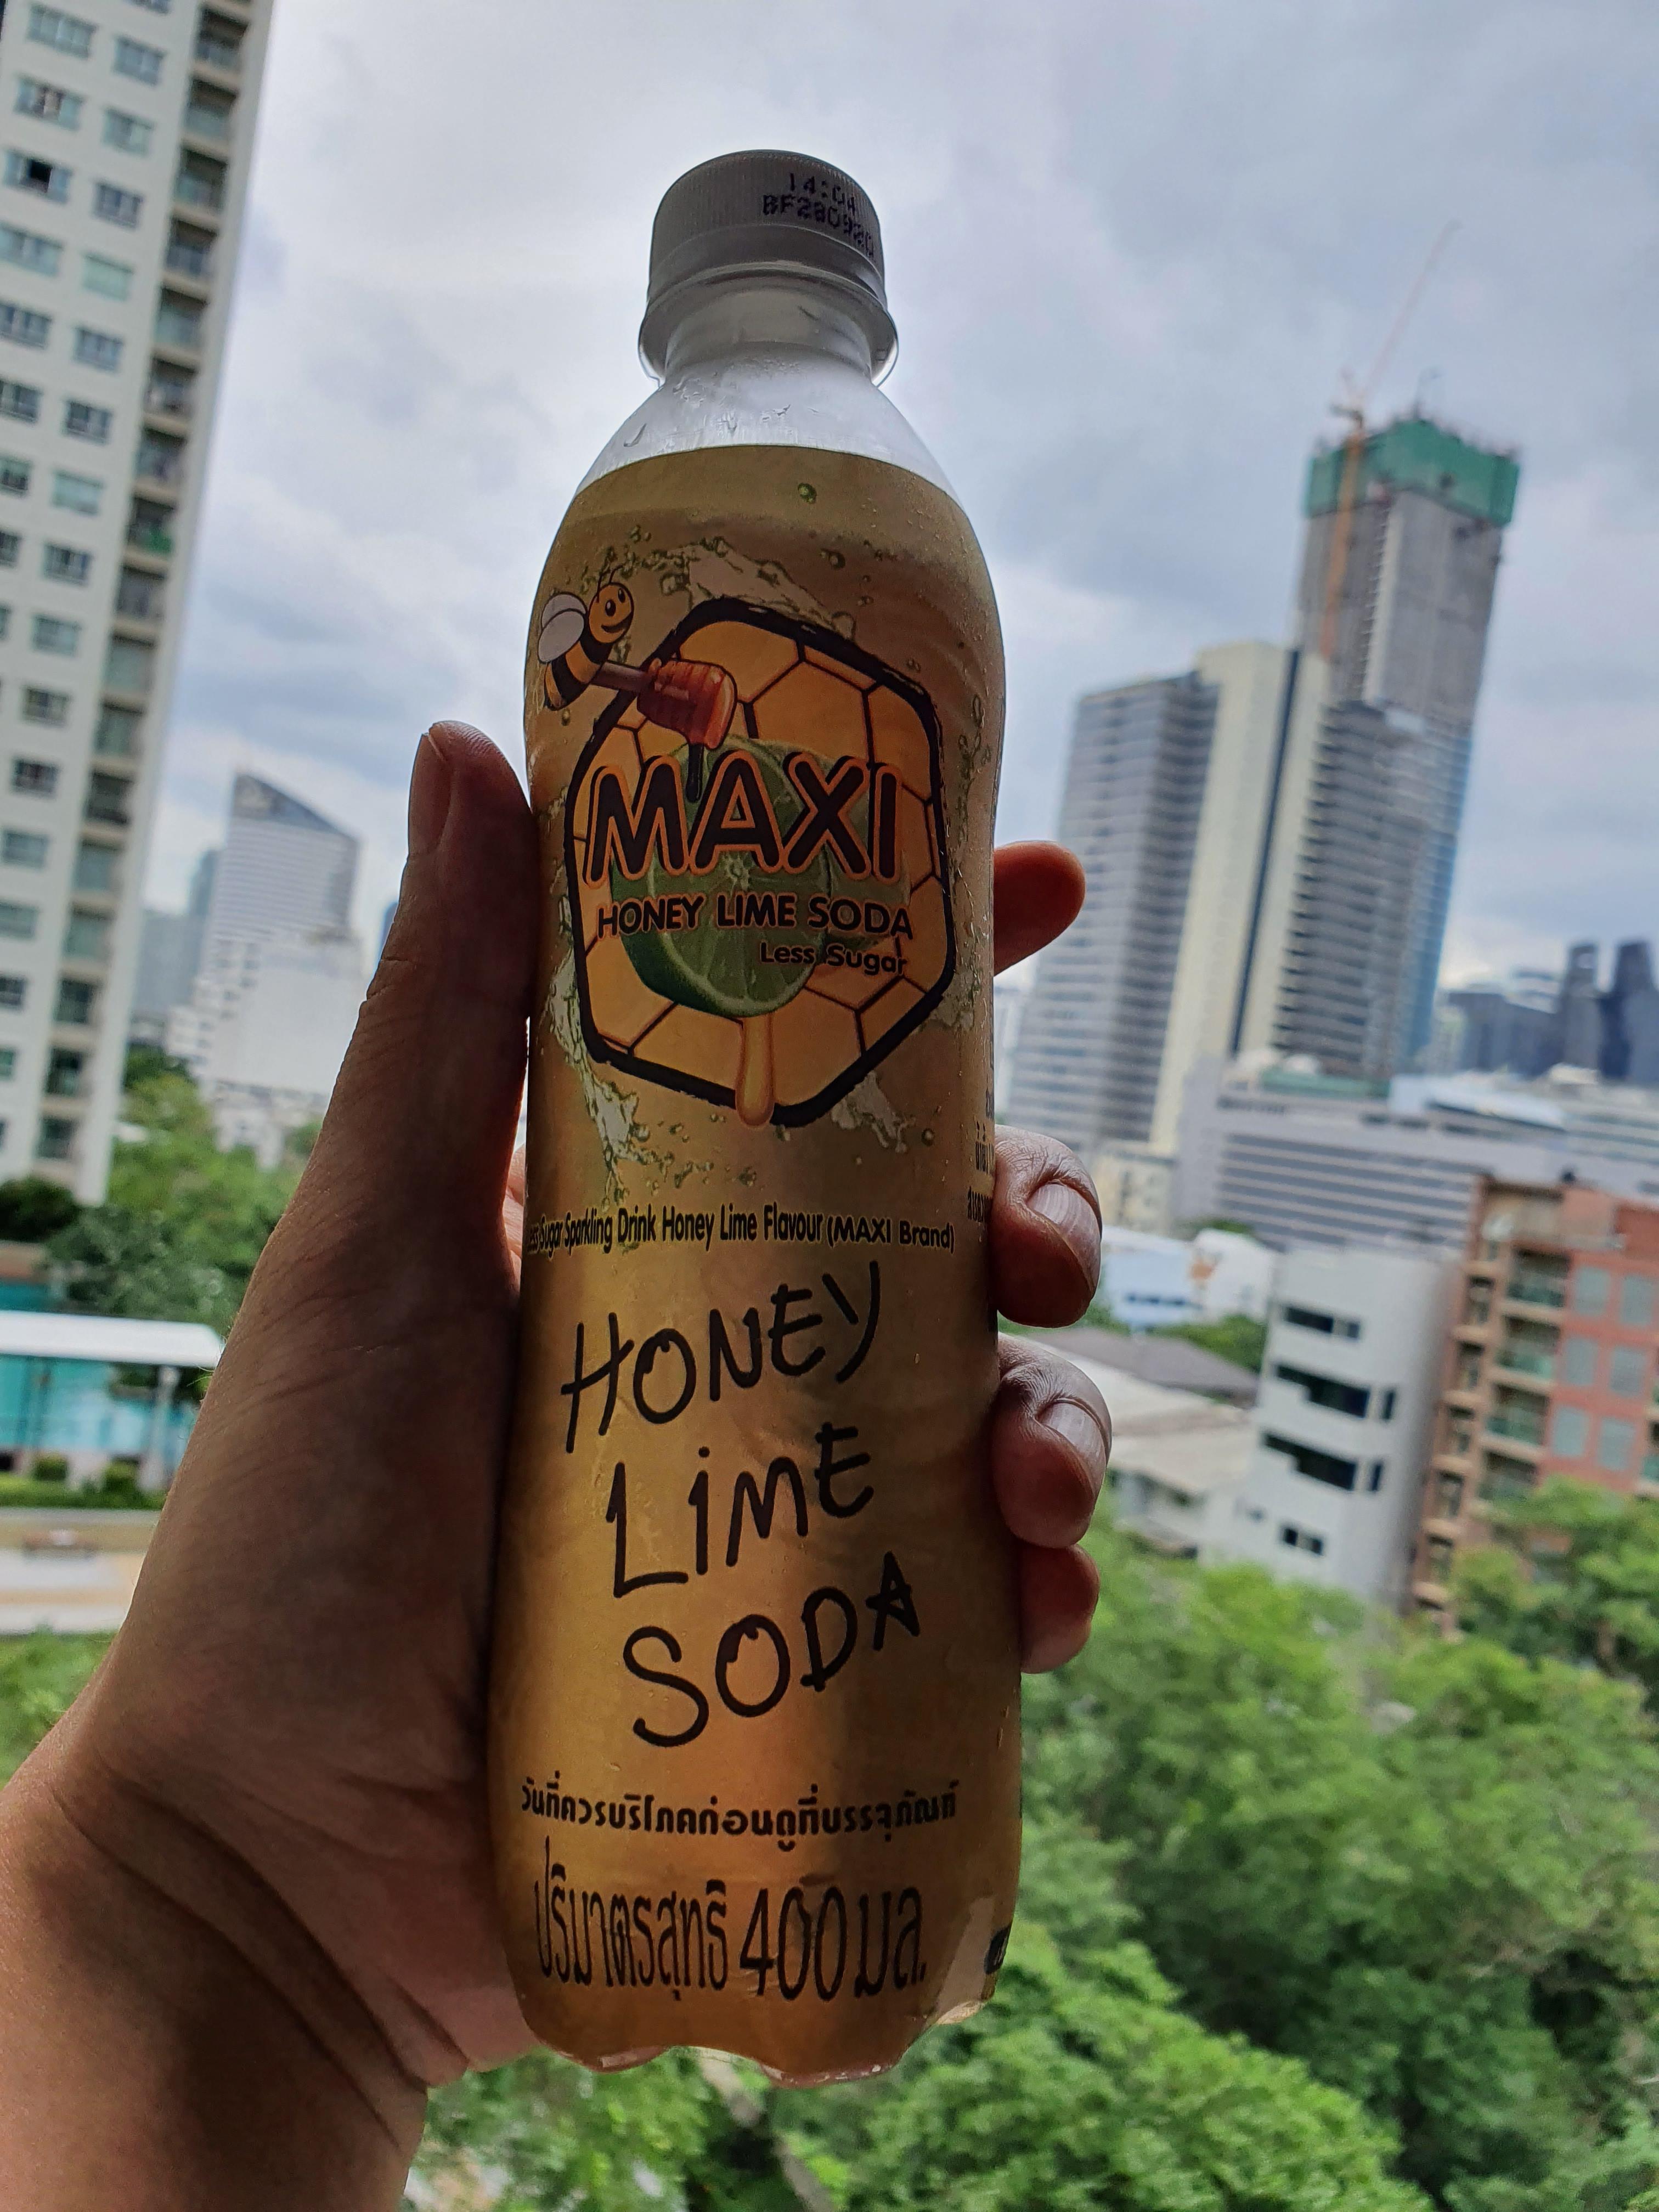 14:04
BF280920
MAXI
HONEY LIME SODA
Less Sugar
Sugar Sparkling Drink Honey Lime Flavour (MAXI Brand)
HONEY
LiME
SODA
วันที่ควรบริโภคก่อนดูที่บรรจุภัณฑ์
ปริมาตรสุทธิ 400 มล.